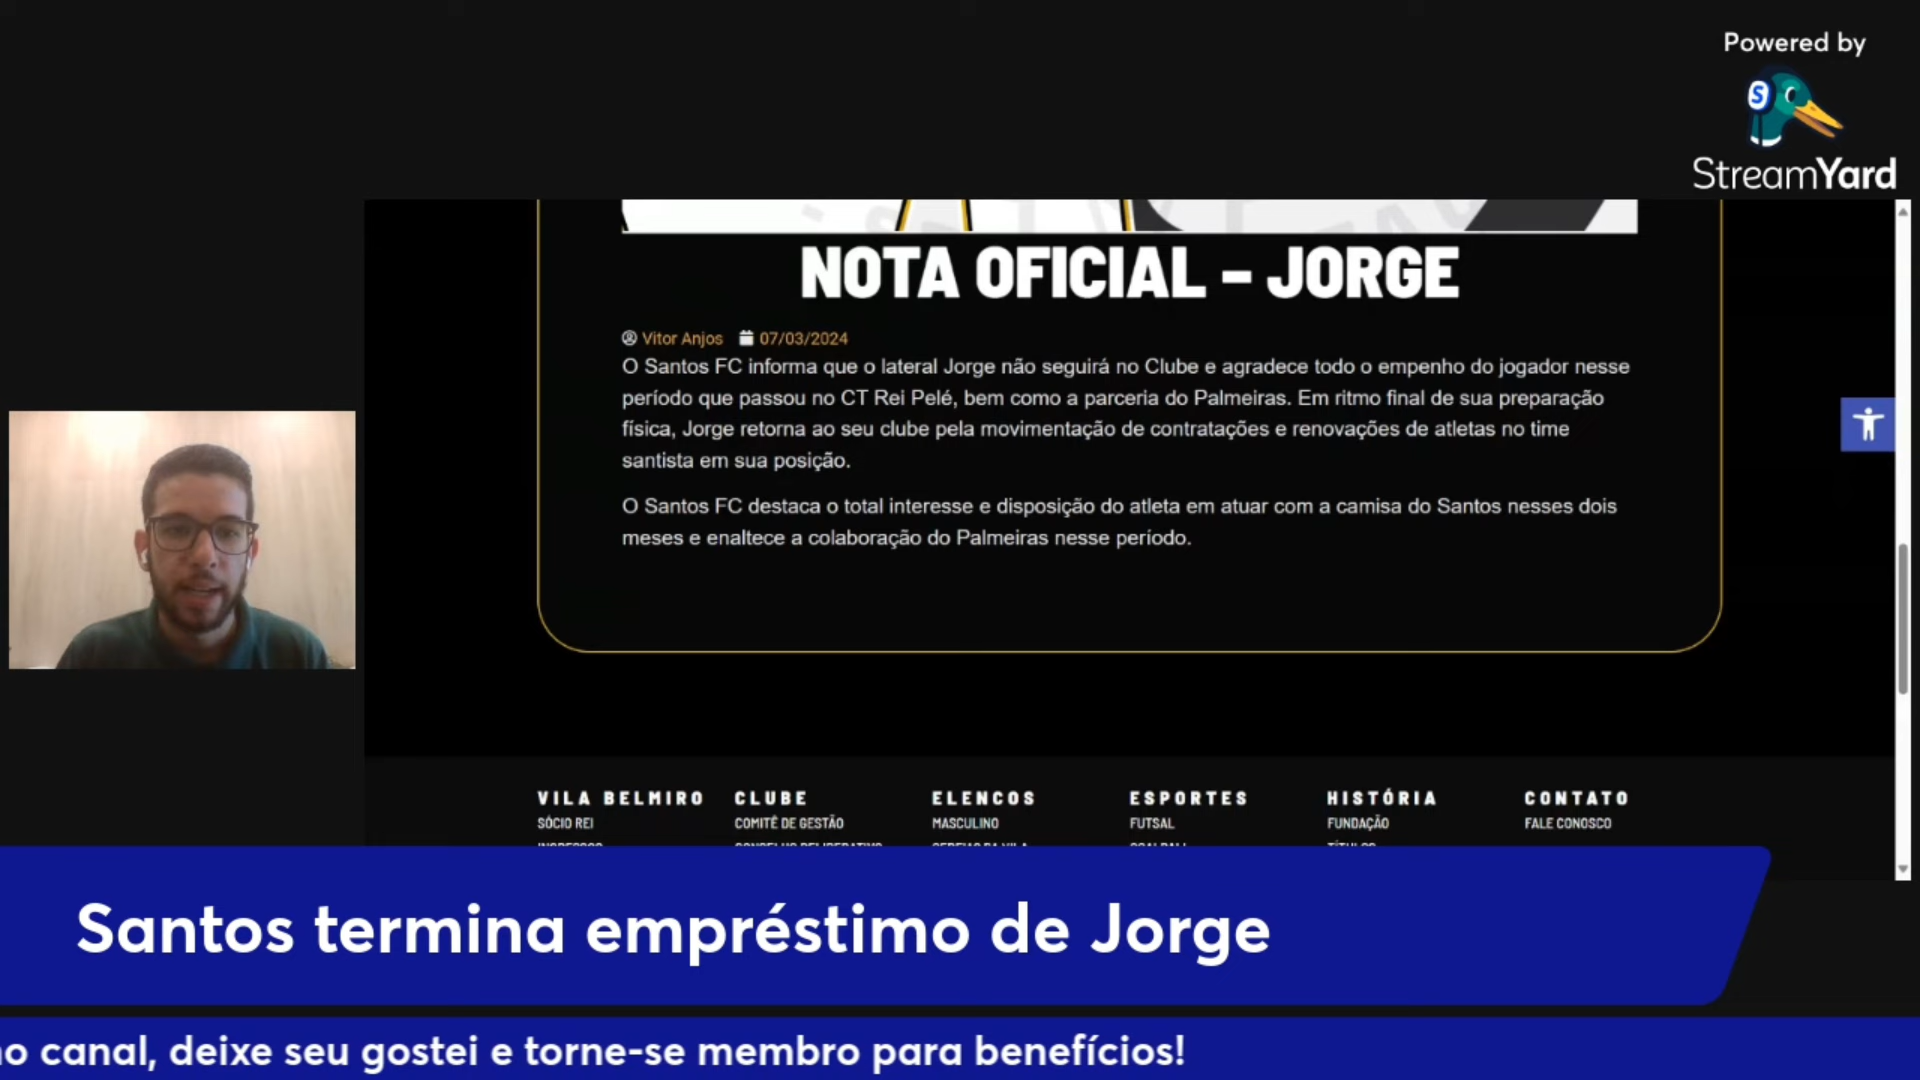 Powered by
StreamYard
NOTA OFICIAL – JORGE
Vitor Anjos 07/03/2024
O Santos FC informa que o lateral Jorge não seguirá no Clube e agradece todo o empenho do jogador nesse
período que passou no CT Rei Pelé, bem como a parceria do Palmeiras. Em ritmo final de sua preparação
física, Jorge retorna ao seu clube pela movimentação de contratações e renovações de atletas no time
santista em sua posição.
O Santos FC destaca o total interesse e disposição do atleta em atuar com a camisa do Santos nesses dois
meses e enaltece a colaboração do Palmeiras nesse período.
VILA BELMIRO CLUBE ELENCOS ESPORTES HISTÓRIA CONTATO
SÓCIO REI COMITÊ DE GESTÃO MASCULINO FUTSAL FUNDAÇÃO FALE CONOSCO
Santos termina empréstimo de Jorge
no canal, deixe seu gostei e torne-se membro para benefícios!